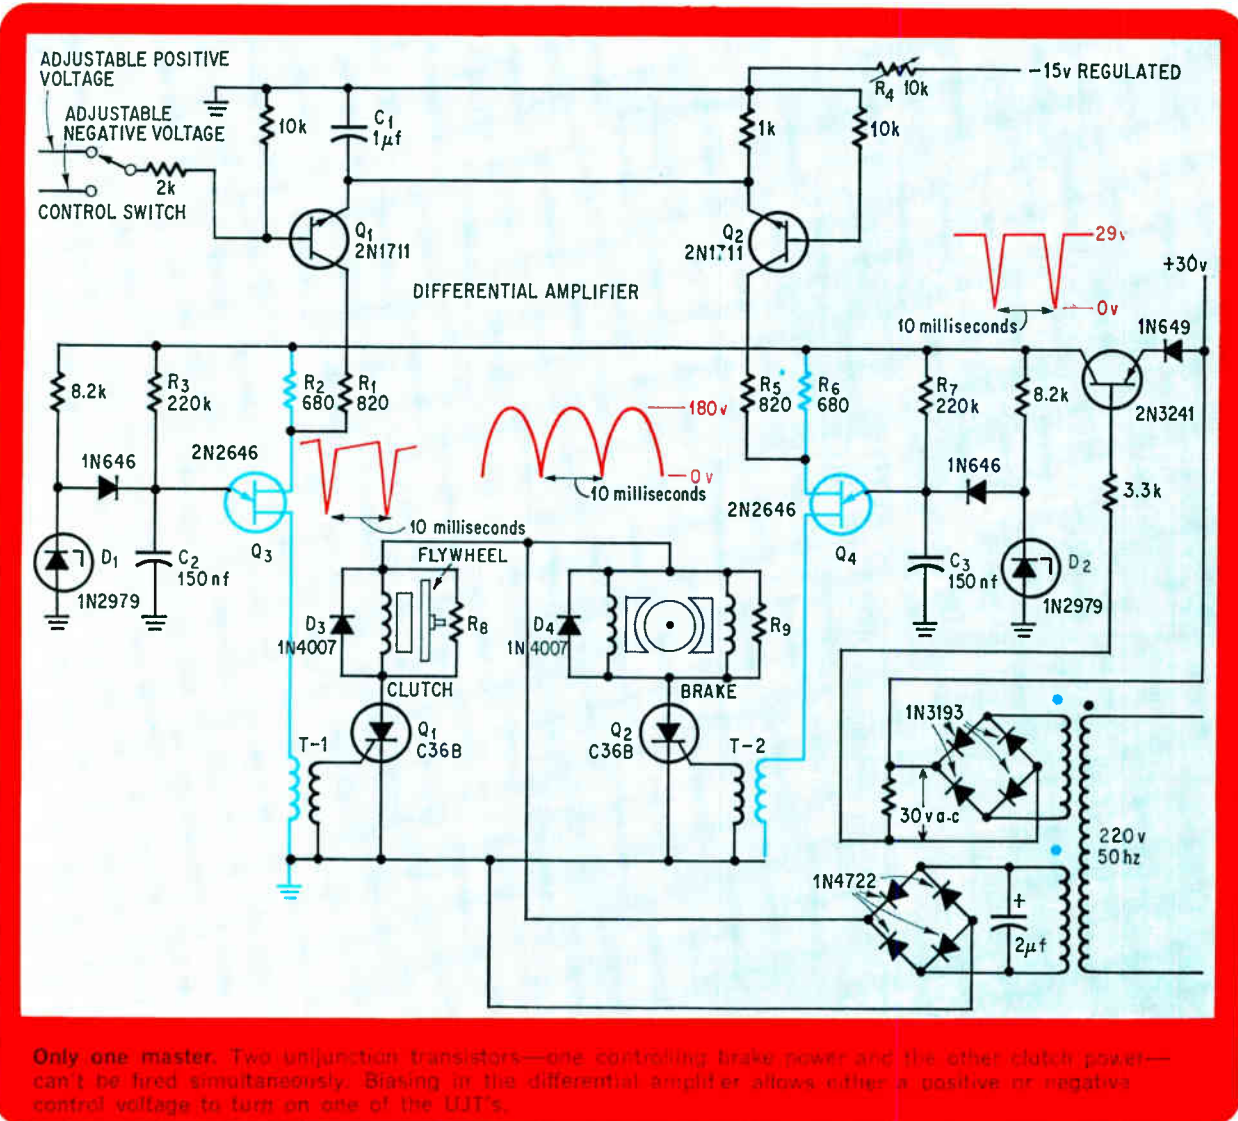 ADJUSTABLE POSITIVE
VOLTAGE
ADJUSTABLE
NEGATIVE VOLTAGE
2k
CONTROL SWITCH
10k
C1
1µf
Q1
2N1711
1k
10k
R4 10k
-15v REGULATED
Q2
2N1711
DIFFERENTIAL AMPLIFIER
29v
0v
10 milliseconds
+30v
1N649
2N3241
3.3k
8.2k
R3
220k
R2
680
R1
820
180v
0v
10 milliseconds
R5
820
R6
680
R7
220k
8.2k
2N2646
1N646
Q3
10 milliseconds
2N2646
Q4
1N646
D1
1N2979
C2
150nf
FLYWHEEL
D3
1N4007
R8
CLUTCH
D4
1N4007
R9
BRAKE
C3
150nf
D2
1N2979
Q1
C36B
Q2
C36B
T-1
T-2
1N3193
30v a-c
220v
50hz
1N4722
+
2µf
Only one master. Two unijunction transistors—one controlling brake power and the other clutch power—
can't be fired simultaneously. Biasing in the differential amplifier allows either a positive or negative
control voltage to turn on one of the UJT's.